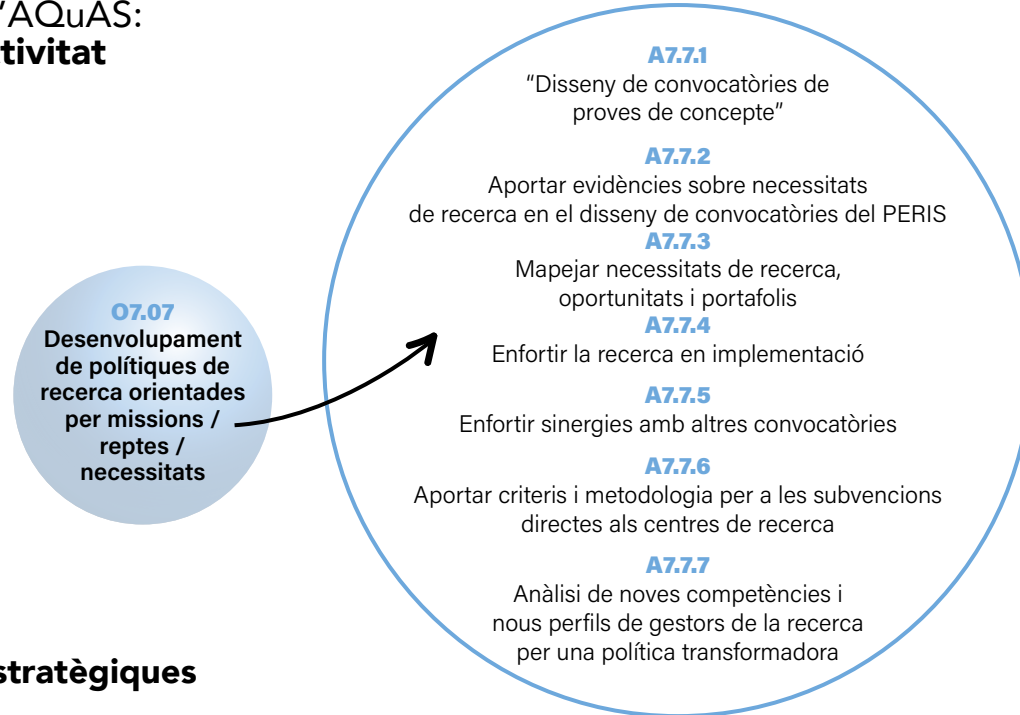 'AQuAS:
tivitat
A7.7.1
"Disseny de convocatòries de
proves de concepte"
A7.7.2
Aportar evidències sobre necessitats
de recerca en el disseny de convocatòries del PERIS
A7.7.3
Mapejar necessitats de recerca,
oportunitats i portafolis
A7.7.4
Enfortir la recerca en implementació
A7.7.5
Enfortir sinergies amb altres convocatòries
A7.7.6
Aportar criteris i metodologia per a les subvencions
directes als centres de recerca
A7.7.7
Anàlisi de noves competències i
nous perfils de gestors de la recerca
per una política transformadora
O7.07
Desenvolupament
de polítiques de
recerca orientades
per missions /
reptes /
necessitats
stratègiques